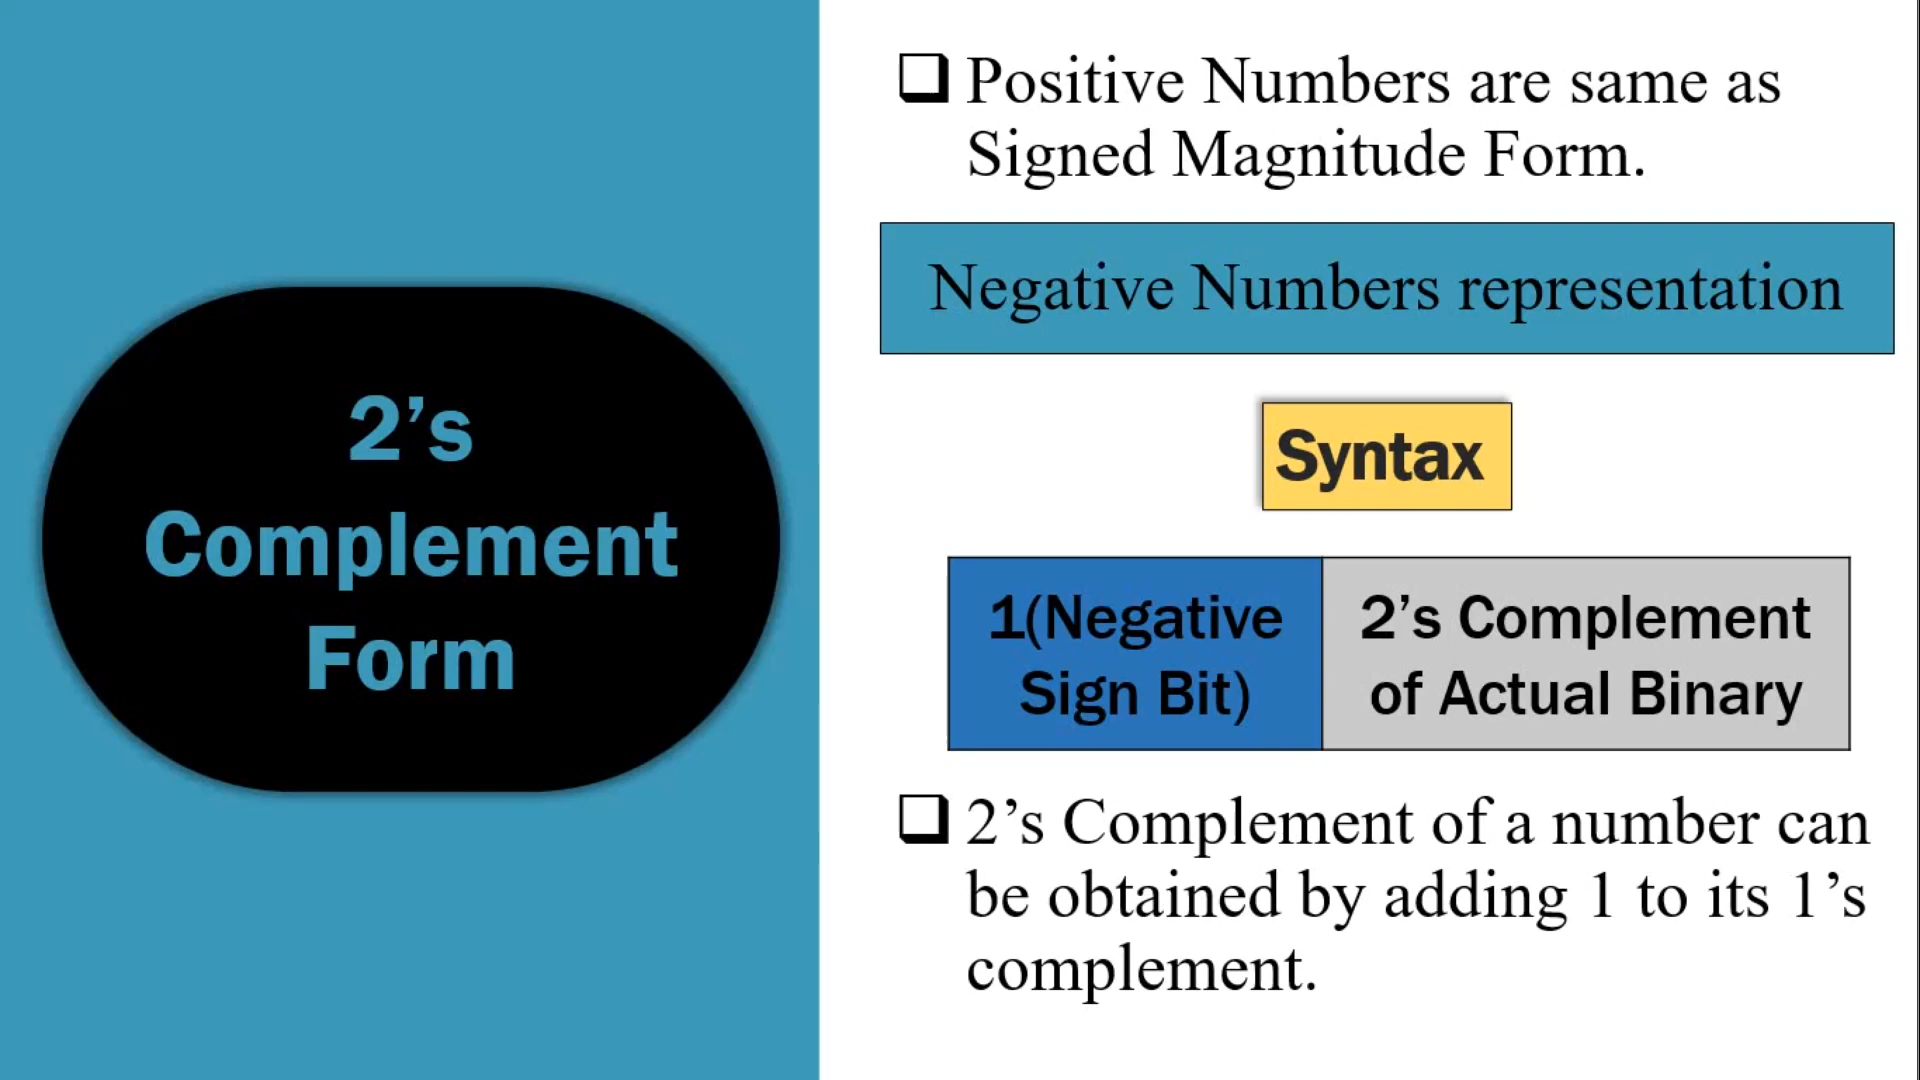 2’s
Complement
Form
Positive Numbers are same as
Signed Magnitude Form.
Negative Numbers representation
Syntax
1(Negative
Sign Bit)
2’s Complement
of Actual Binary
2’s Complement of a number can
be obtained by adding 1 to its 1’s
complement.